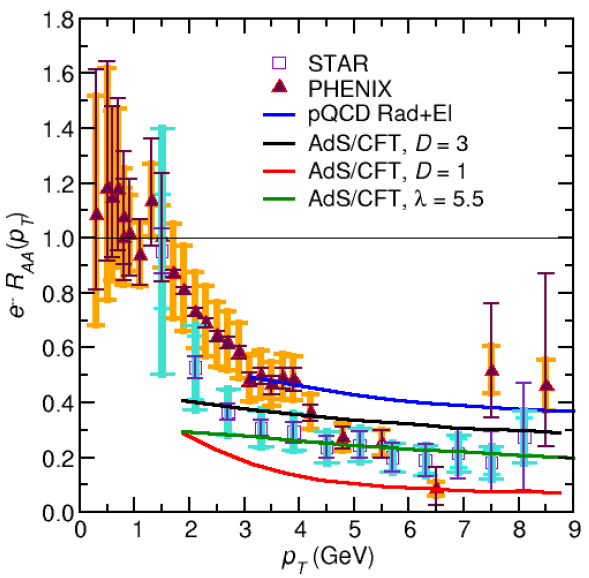 1.8
1.6
1.4
1.2
1.0
0.8
0.6
0.4
0.2
0.0
e⁻ R_AA(p_T)
STAR
PHENIX
pQCD Rad+El
AdS/CFT, D = 3
AdS/CFT, D = 1
AdS/CFT, λ = 5.5
0 1 2 3 4 5 6 7 8 9
p_T (GeV)